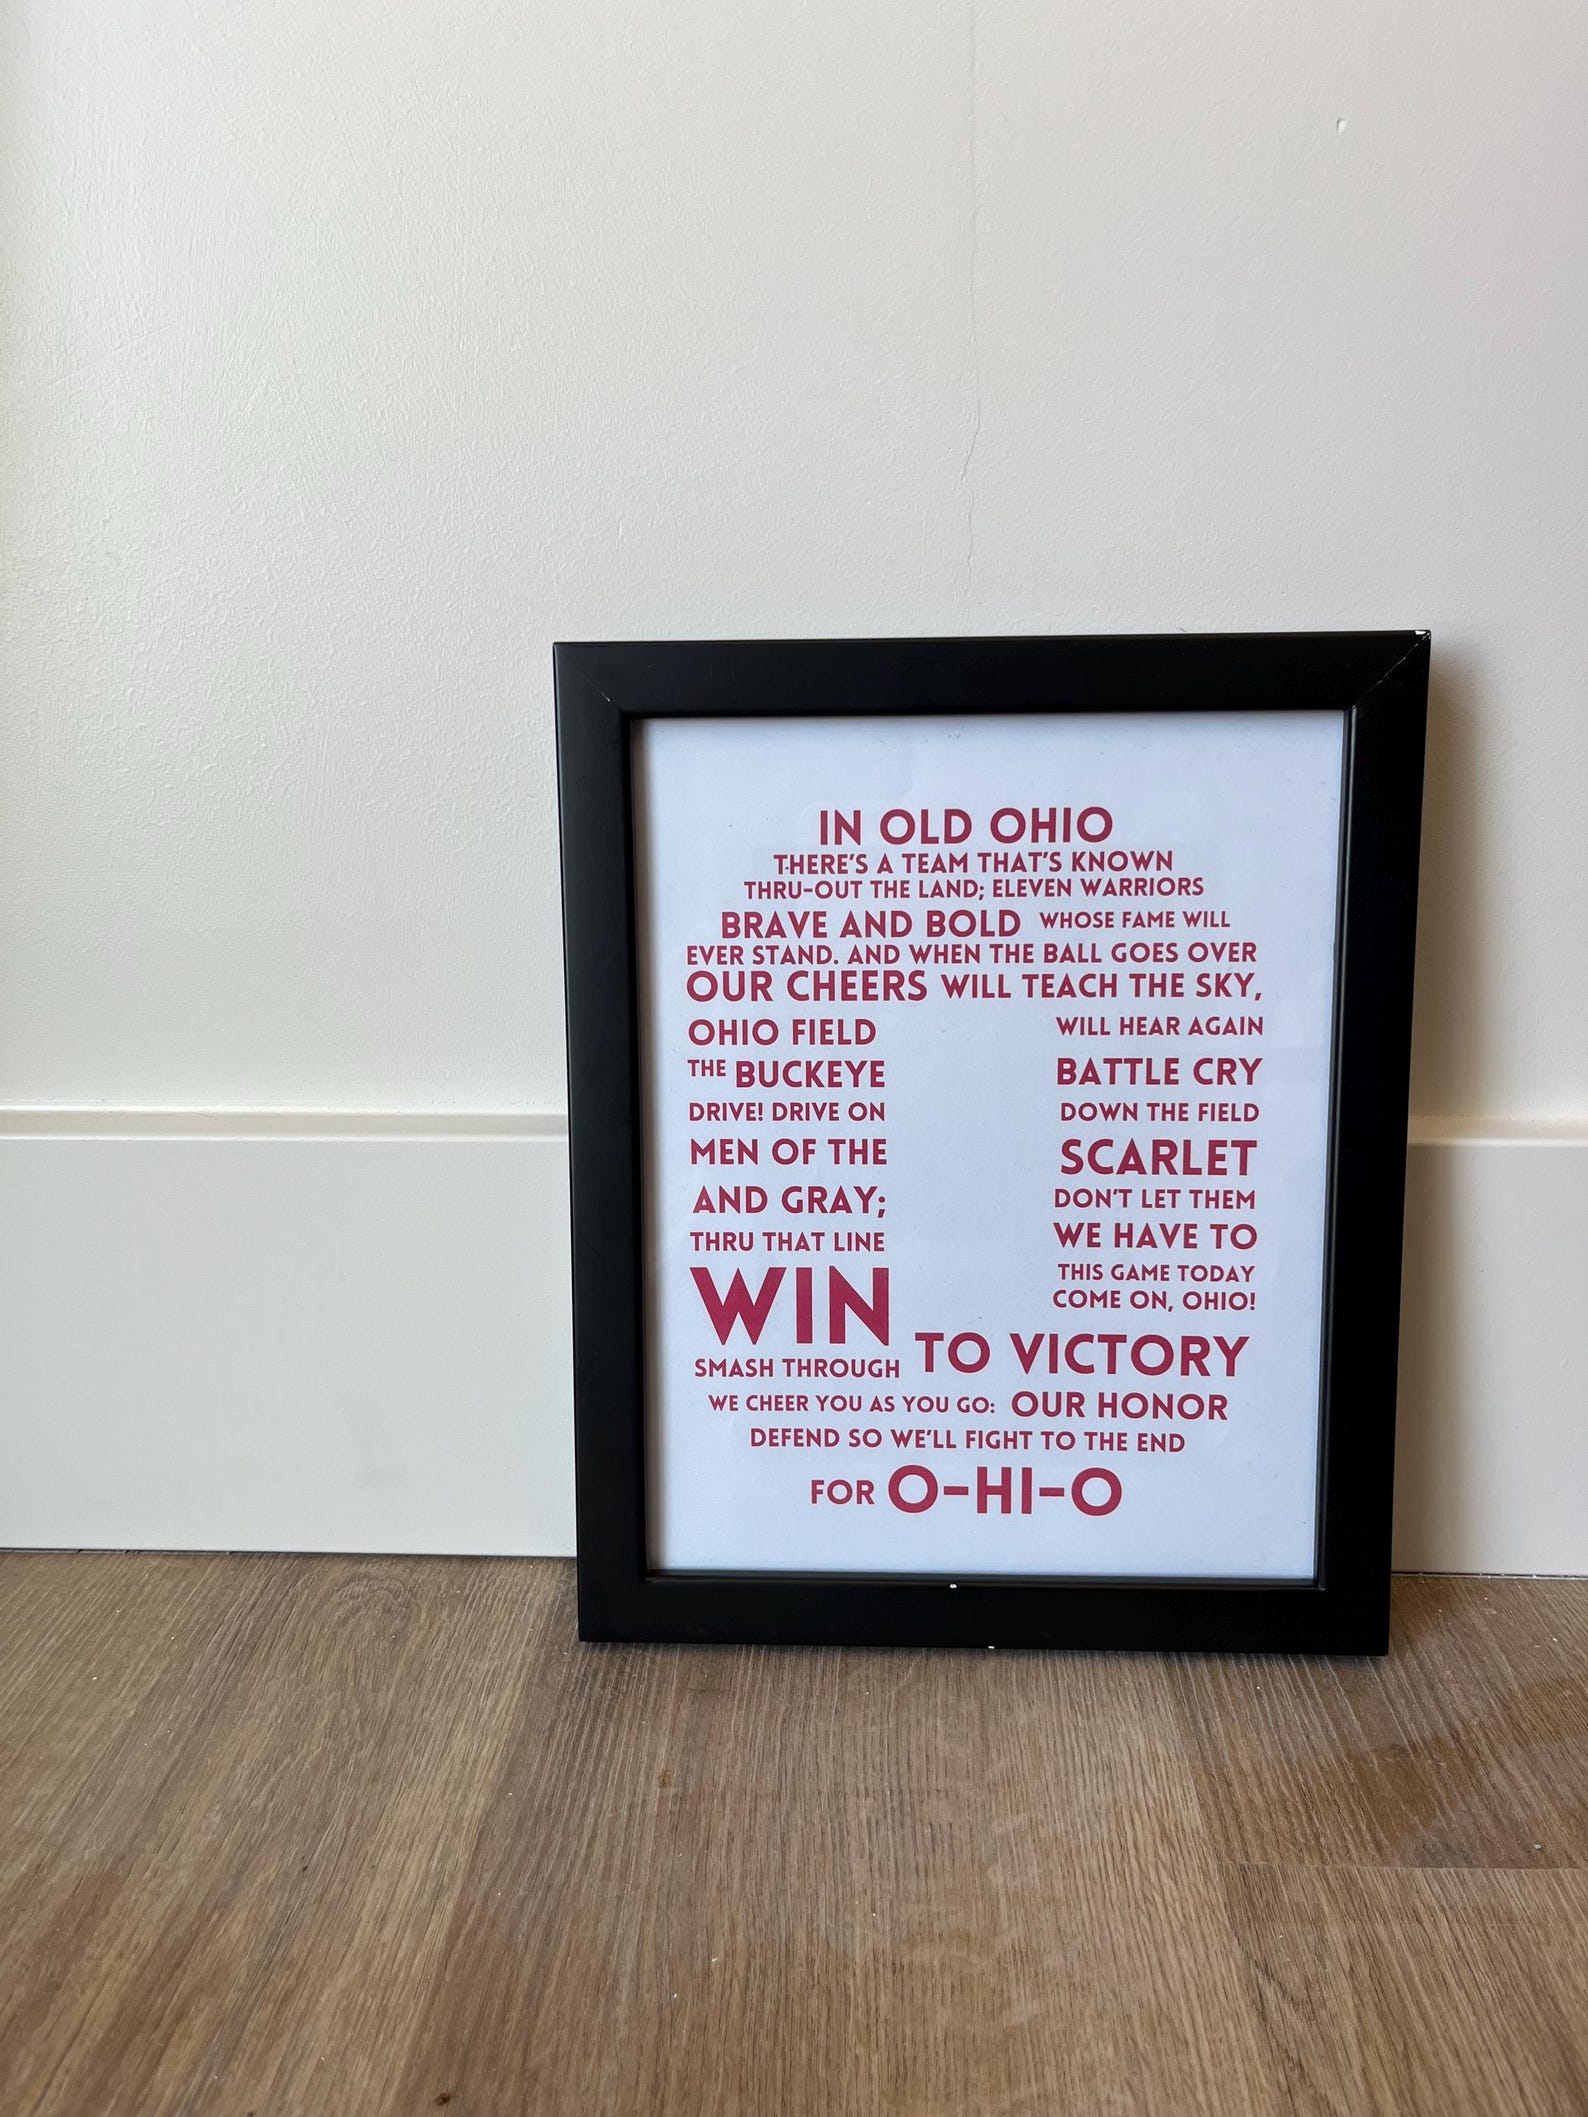 IN OLD OHIO
THERE'S A TEAM THAT'S KNOWN
THRU-OUT THE LAND; ELEVEN WARRIORS
BRAVE AND BOLD WHOSE FAME WILL
EVER STAND. AND WHEN THE BALL GOES OVER
OUR CHEERS WILL TEACH THE SKY,
OHIO FIELD WILL HEAR AGAIN
THE BUCKEYE BATTLE CRY
DRIVE! DRIVE ON DOWN THE FIELD
MEN OF THE SCARLET
AND GRAY; DON'T LET THEM
THRU THAT LINE WE HAVE TO
WIN THIS GAME TODAY
COME ON, OHIO!
SMASH THROUGH TO VICTORY
WE CHEER YOU AS YOU GO: OUR HONOR
DEFEND SO WE'LL FIGHT TO THE END
FOR O-HI-O